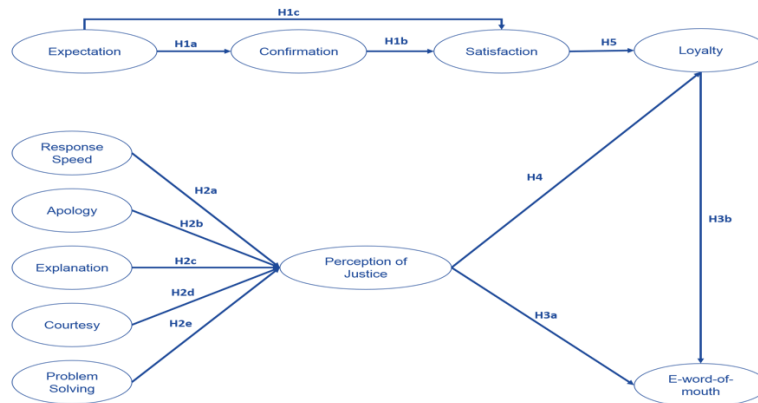 H1c
Expectation
H1a
Confirmation
H1b
Satisfaction
H5
Loyalty
Response
Speed
H2a
Apology
H2b
Explanation
H2c
Courtesy
H2d
Problem
Solving
H2e
Perception of
Justice
H4
H3a
H3b
E-word-of-
mouth